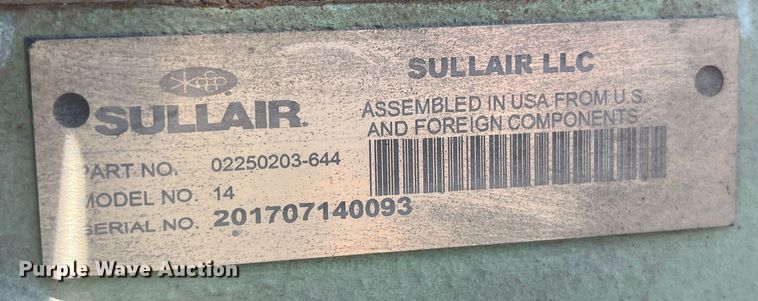 SULLAIR®
SULLAIR LLC
ASSEMBLED IN USA FROM U.S.
AND FOREIGN COMPONENTS
PART NO. 02250203-644
MODEL NO. 14
SERIAL NO. 201707140093
Purple Wave Auction